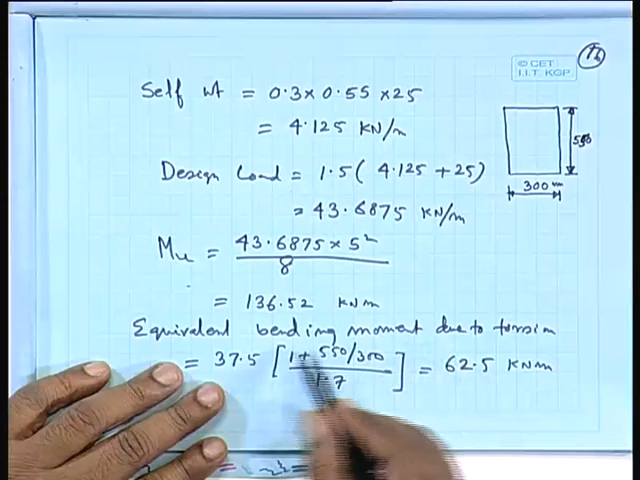 © CET
I.I.T. KGP
16
Self wt = 0.3 x 0.55 x 25
= 4.125 KN/m
Design Load = 1.5 ( 4.125 + 25)
= 43.6875 KN/m
Mu = 43.6875 x 5²
8
= 136.52 KNm
Equivalent bending moment due to torsion
= 37.5 [ 1 + 550/300 ] = 62.5 KNm
1.7
550
300 m